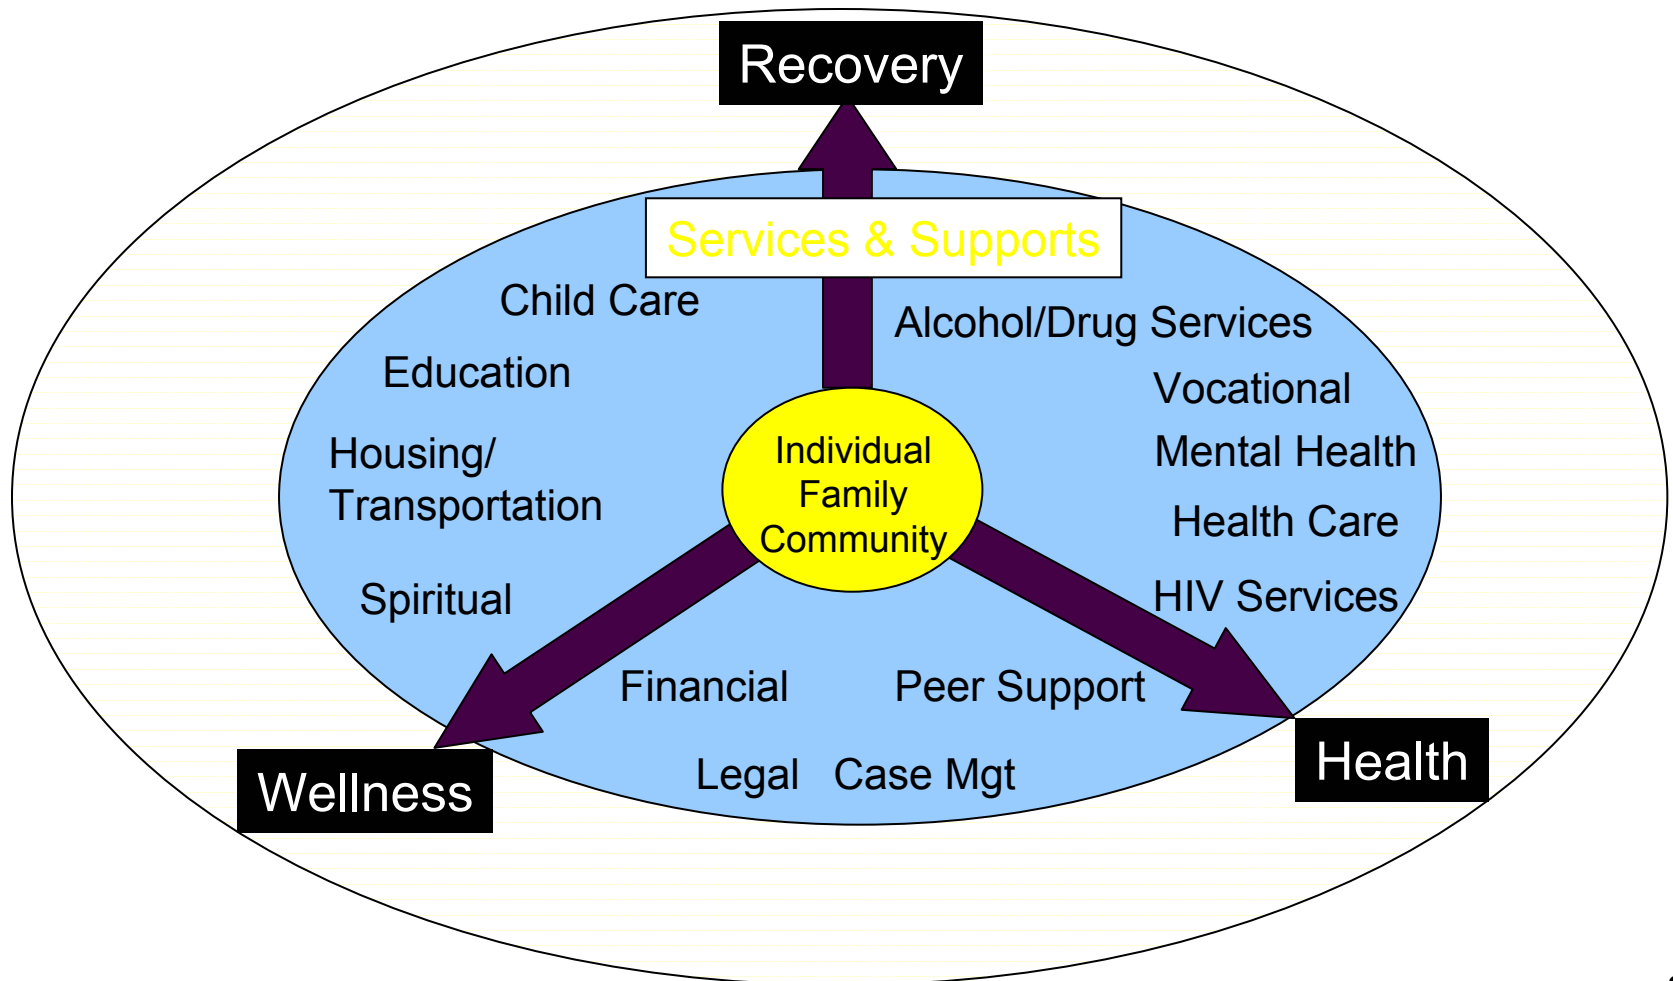 Recovery
Services & Supports
Child Care
Alcohol/Drug Services
Education
Vocational
Housing/
Transportation
Mental Health
Individual
Family
Community
Health Care
Spiritual
HIV Services
Financial
Peer Support
Legal
Case Mgt
Wellness
Health